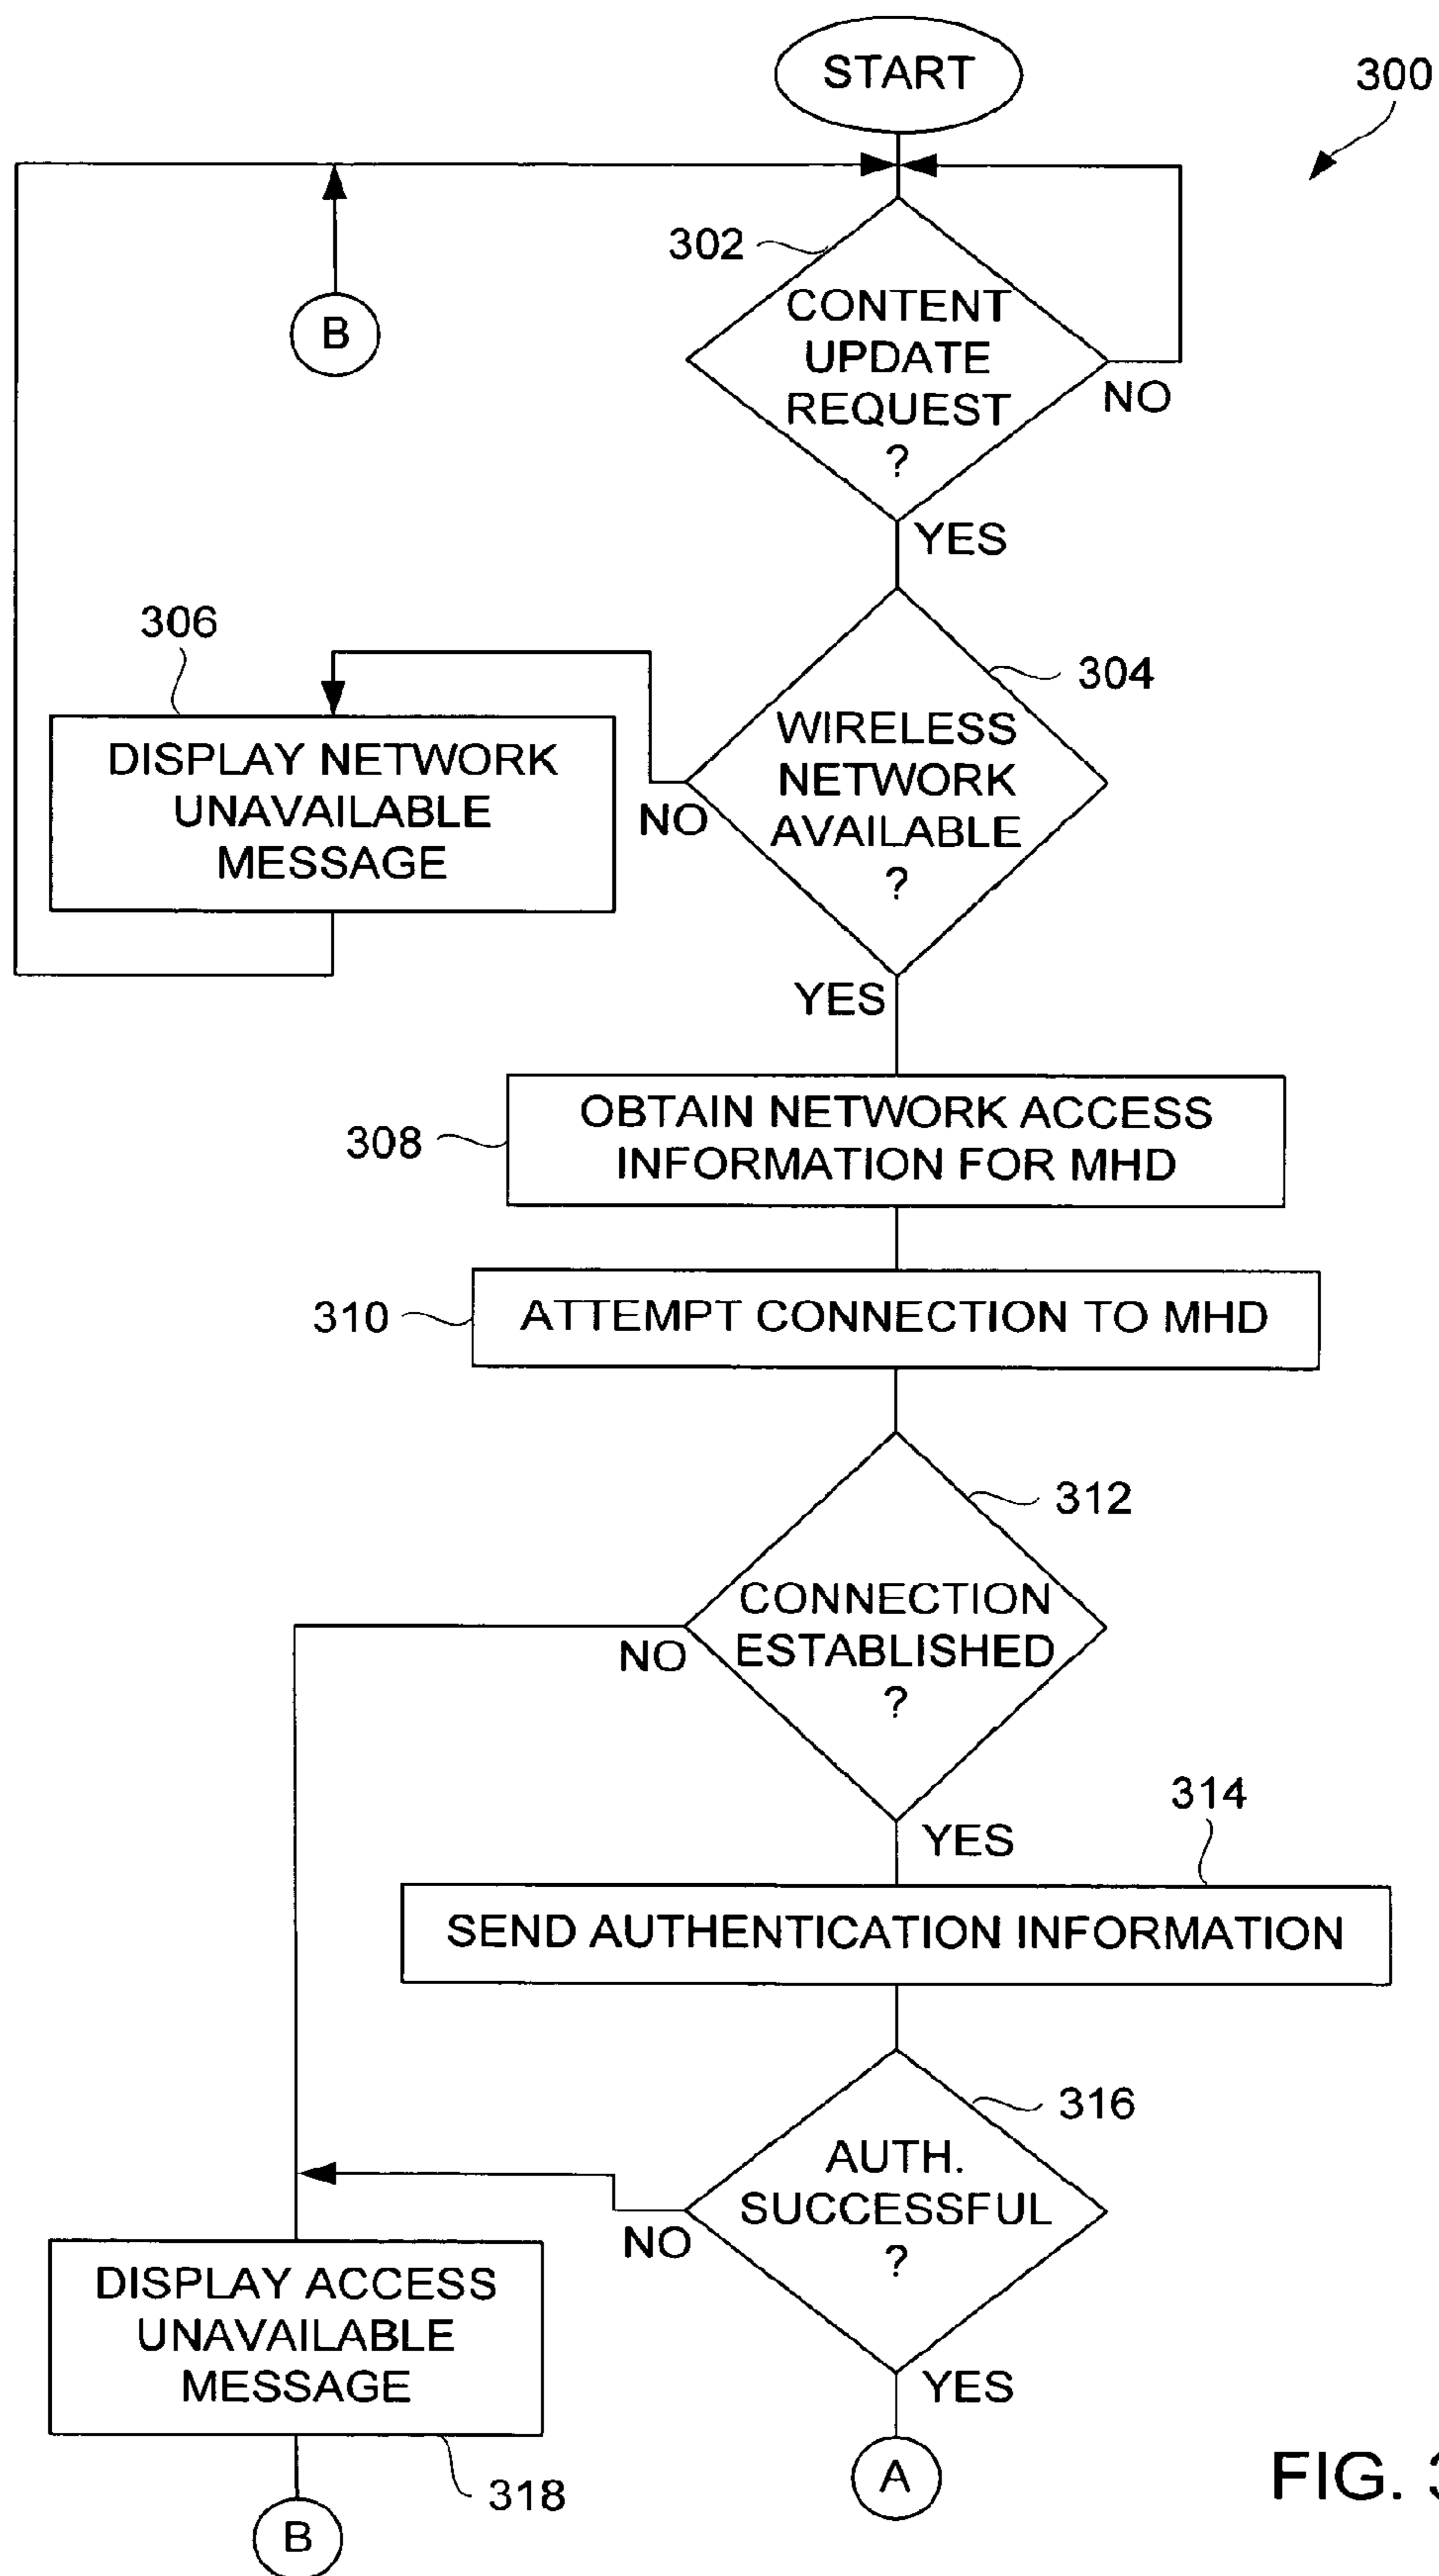 START
300
302
CONTENT
UPDATE
REQUEST
?
NO
B
YES
306
304
DISPLAY NETWORK
UNAVAILABLE
MESSAGE
WIRELESS
NETWORK
AVAILABLE
?
NO
YES
308
OBTAIN NETWORK ACCESS
INFORMATION FOR MHD
310
ATTEMPT CONNECTION TO MHD
312
CONNECTION
ESTABLISHED
?
NO
YES
314
SEND AUTHENTICATION INFORMATION
316
AUTH.
SUCCESSFUL
?
NO
DISPLAY ACCESS
UNAVAILABLE
MESSAGE
YES
318
A
B
FIG.